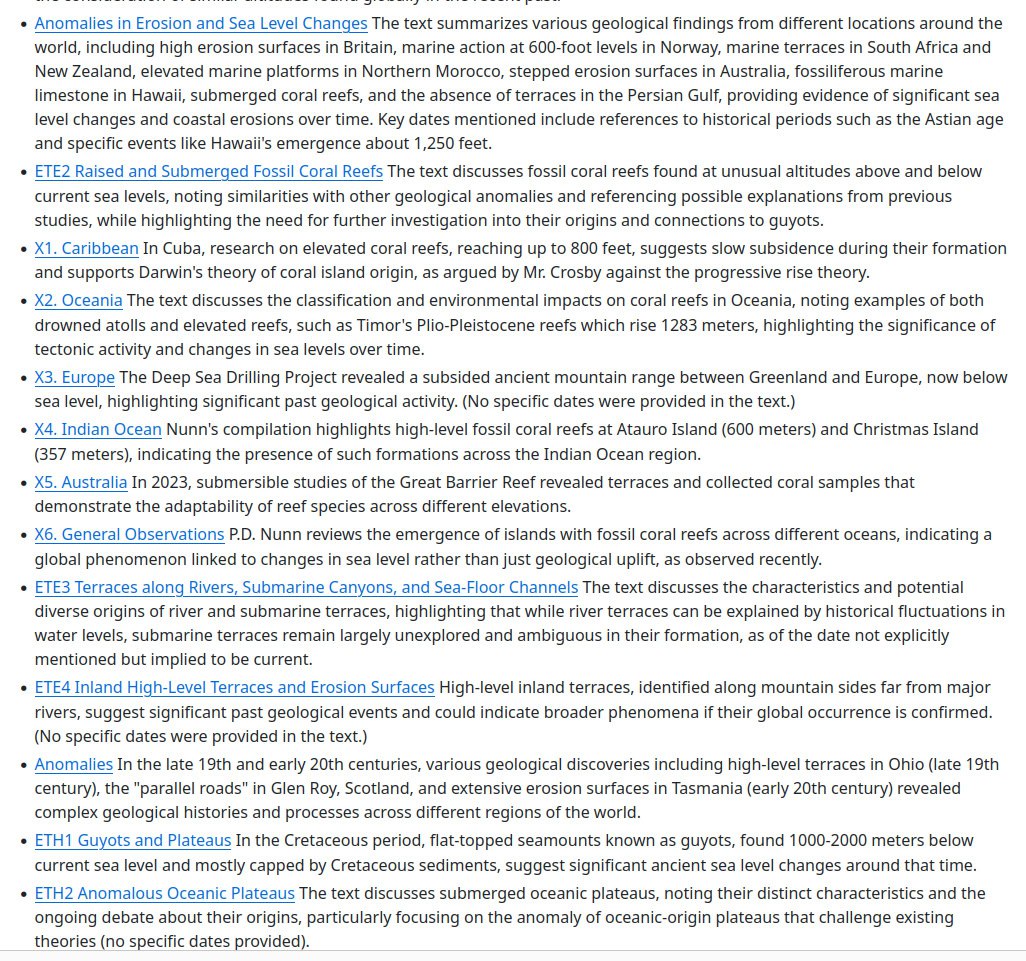 Anomalies in Erosion and Sea Level Changes The text summarizes various geological findings from different locations around the
world, including high erosion surfaces in Britain, marine action at 600-foot levels in Norway, marine terraces in South Africa and
New Zealand, elevated marine platforms in Northern Morocco, stepped erosion surfaces in Australia, fossiliferous marine
limestone in Hawaii, submerged coral reefs, and the absence of terraces in the Persian Gulf, providing evidence of significant sea
level changes and coastal erosions over time. Key dates mentioned include references to historical periods such as the Astian age
and specific events like Hawaii's emergence about 1,250 feet.
ETE2 Raised and Submerged Fossil Coral Reefs The text discusses fossil coral reefs found at unusual altitudes above and below
current sea levels, noting similarities with other geological anomalies and referencing possible explanations from previous
studies, while highlighting the need for further investigation into their origins and connections to guyots.
X1. Caribbean In Cuba, research on elevated coral reefs, reaching up to 800 feet, suggests slow subsidence during their formation
and supports Darwin's theory of coral island origin, as argued by Mr. Crosby against the progressive rise theory.
X2. Oceania The text discusses the classification and environmental impacts on coral reefs in Oceania, noting examples of both
drowned atolls and elevated reefs, such as Timor's Plio-Pleistocene reefs which rise 1283 meters, highlighting the significance of
tectonic activity and changes in sea levels over time.
X3. Europe The Deep Sea Drilling Project revealed a subsided ancient mountain range between Greenland and Europe, now below
sea level, highlighting significant past geological activity. (No specific dates were provided in the text.)
X4. Indian Ocean Nunn's compilation highlights high-level fossil coral reefs at Atauro Island (600 meters) and Christmas Island
(357 meters), indicating the presence of such formations across the Indian Ocean region.
X5. Australia In 2023, submersible studies of the Great Barrier Reef revealed terraces and collected coral samples that
demonstrate the adaptability of reef species across different elevations.
X6. General Observations P.D. Nunn reviews the emergence of islands with fossil coral reefs across different oceans, indicating a
global phenomenon linked to changes in sea level rather than just geological uplift, as observed recently.
ETE3 Terraces along Rivers, Submarine Canyons, and Sea-Floor Channels The text discusses the characteristics and potential
diverse origins of river and submarine terraces, highlighting that while river terraces can be explained by historical fluctuations in
water levels, submarine terraces remain largely unexplored and ambiguous in their formation, as of the date not explicitly
mentioned but implied to be current.
ETE4 Inland High-Level Terraces and Erosion Surfaces High-level inland terraces, identified along mountain sides far from major
rivers, suggest significant past geological events and could indicate broader phenomena if their global occurrence is confirmed.
(No specific dates were provided in the text.)
Anomalies In the late 19th and early 20th centuries, various geological discoveries including high-level terraces in Ohio (late 19th
century), the "parallel roads" in Glen Roy, Scotland, and extensive erosion surfaces in Tasmania (early 20th century) revealed
complex geological histories and processes across different regions of the world.
ETH1 Guyots and Plateaus In the Cretaceous period, flat-topped seamounts known as guyots, found 1000-2000 meters below
current sea level and mostly capped by Cretaceous sediments, suggest significant ancient sea level changes around that time.
ETH2 Anomalous Oceanic Plateaus The text discusses submerged oceanic plateaus, noting their distinct characteristics and the
ongoing debate about their origins, particularly focusing on the anomaly of oceanic-origin plateaus that challenge existing
theories (no specific dates provided).